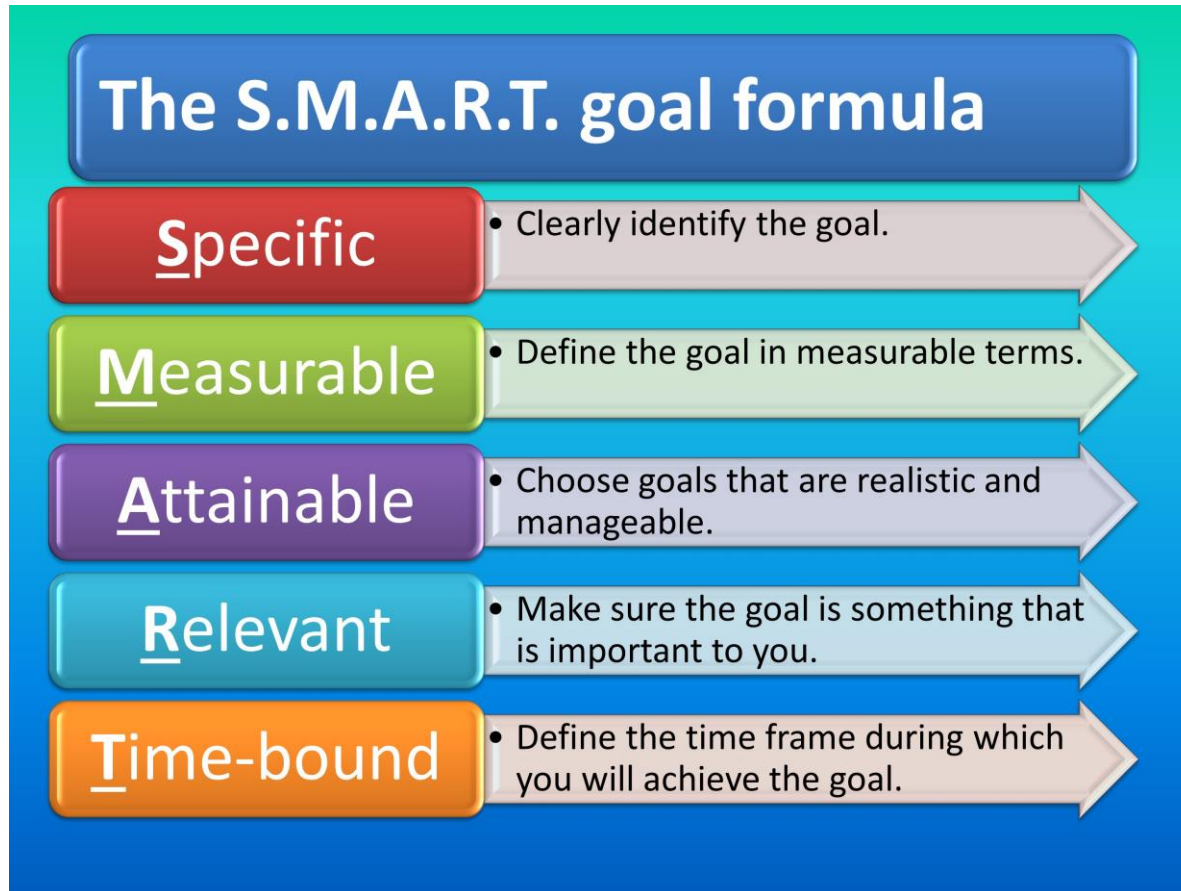 The S.M.A.R.T. goal formula
Specific
• Clearly identify the goal.
Measurable
• Define the goal in measurable terms.
Attainable
• Choose goals that are realistic and
manageable.
Relevant
• Make sure the goal is something that
is important to you.
Time-bound
• Define the time frame during which
you will achieve the goal.